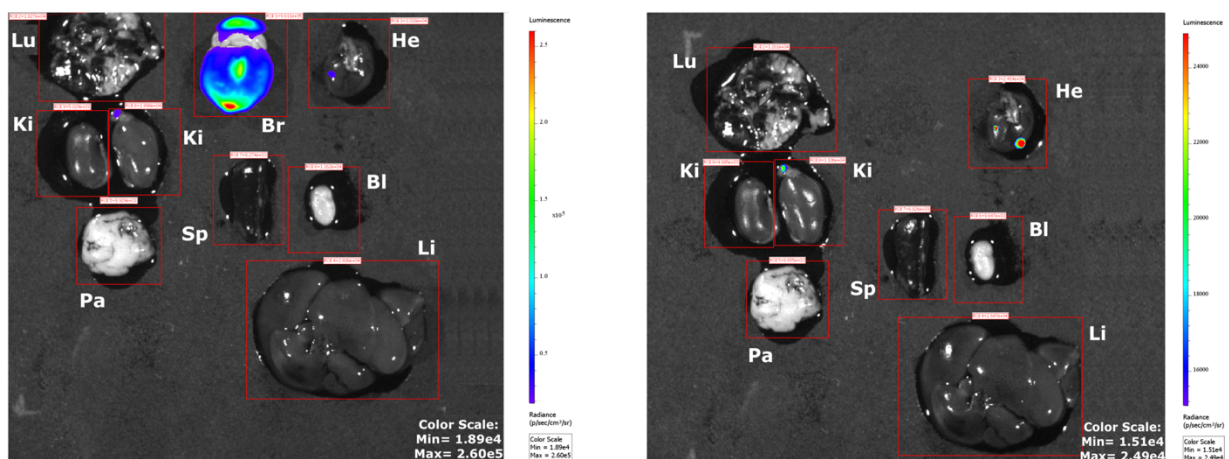 Lu
Br
He
Ki
Ki
Sp
Bl
Pa
Li
Color Scale:
Min= 1.89e4
Max= 2.60e5
Luminescence
2.5
2.0
1.5
x10⁵
1.0
0.5
Radiance
(p/sec/cm²/sr)
Color Scale
Min = 1.89e4
Max = 2.60e5
Lu
He
Ki
Ki
Sp
Bl
Pa
Li
Color Scale:
Min= 1.51e4
Max= 2.49e4
Luminescence
24000
22000
20000
18000
16000
Radiance
(p/sec/cm²/sr)
Color Scale
Min = 1.51e4
Max = 2.49e4